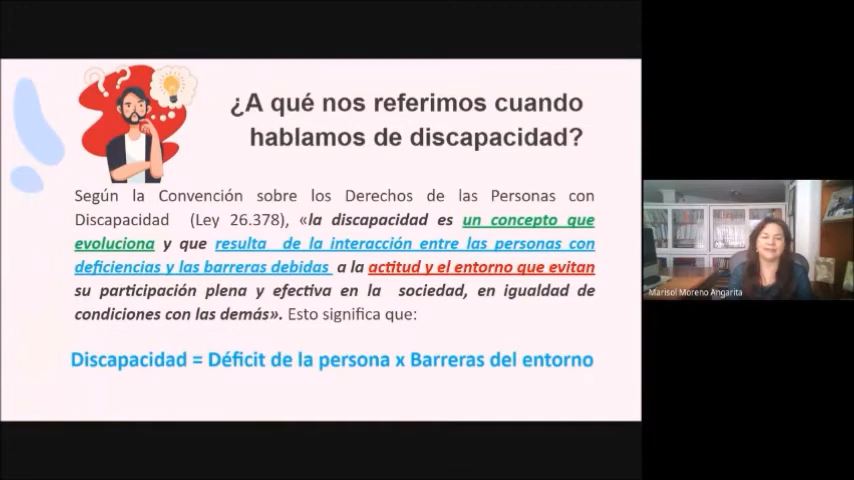 ¿A qué nos referimos cuando
hablamos de discapacidad?
Según la Convención sobre los Derechos de las Personas con
Discapacidad (Ley 26.378), «la discapacidad es un concepto que
evoluciona y que resulta de la interacción entre las personas con
deficiencias y las barreras debidas a la actitud y el entorno que evitan
su participación plena y efectiva en la sociedad, en igualdad de
condiciones con las demás». Esto significa que:
Discapacidad = Déficit de la persona x Barreras del entorno
Marisol Moreno Angarita